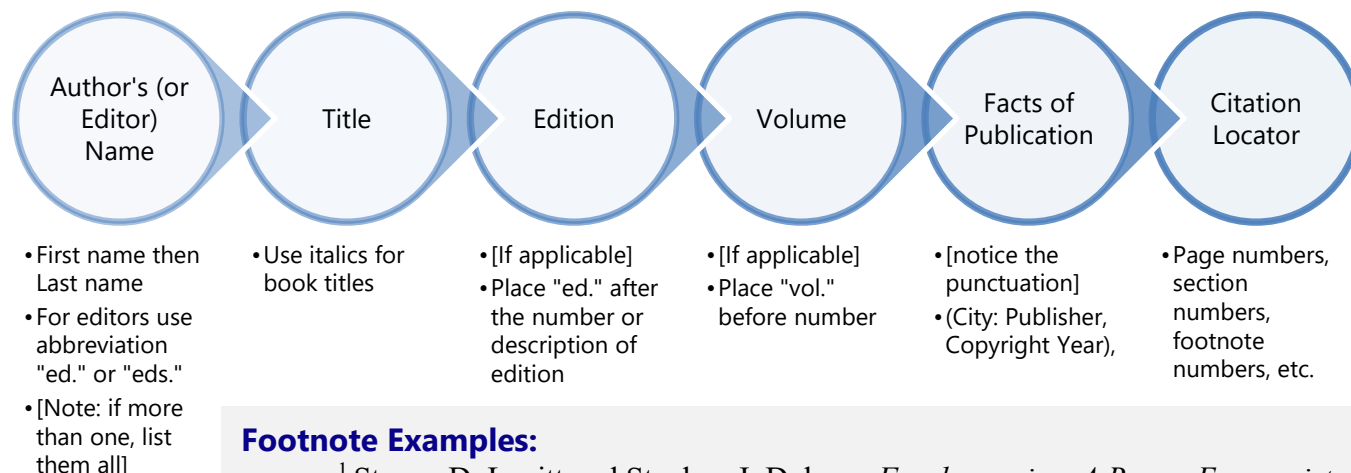 Author's (or
Editor)
Name
Title
Edition
Volume
Facts of
Publication
Citation
Locator
•First name then
Last name
•For editors use
abbreviation
"ed." or "eds."
•[Note: if more
than one, list
them all]
•Use italics for
book titles
•[If applicable]
•Place "ed." after
the number or
description of
edition
•[If applicable]
•Place "vol."
before number
•[notice the
punctuation]
•(City: Publisher,
Copyright Year),
•Page numbers,
section
numbers,
footnote
numbers, etc.
Footnote Examples: